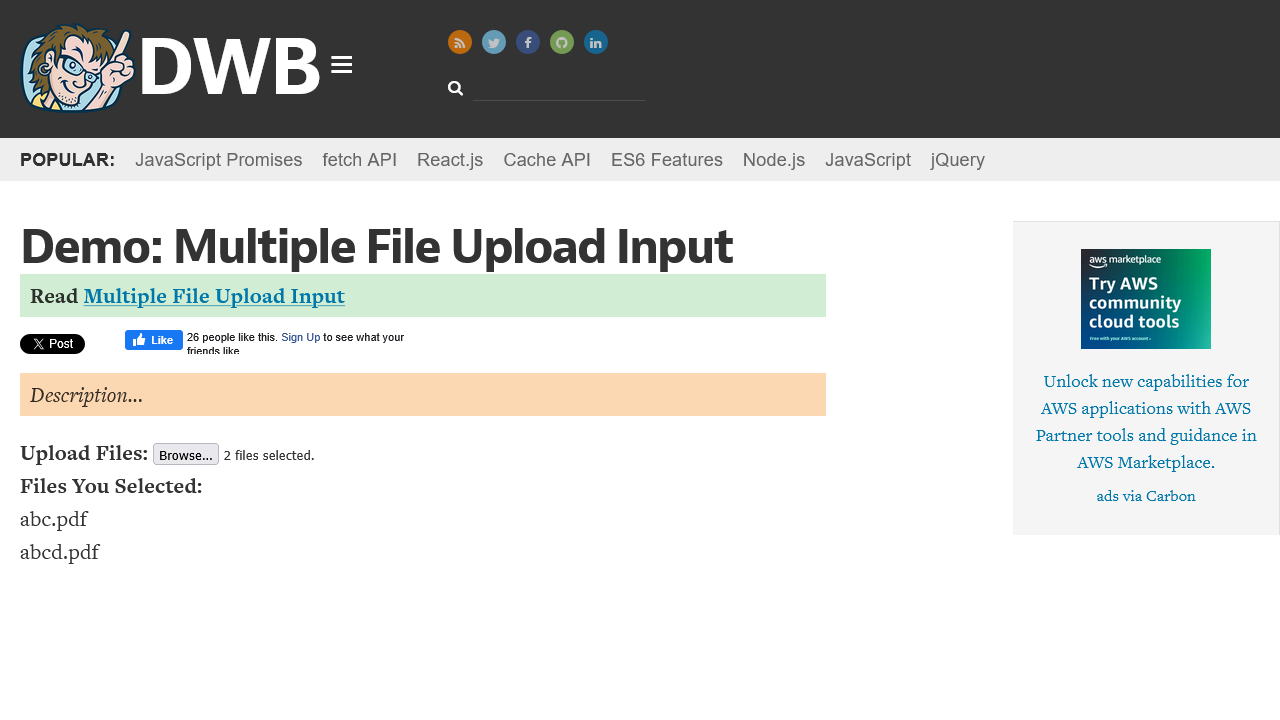 DWB
POPULAR: JavaScript Promises fetch API React.js Cache API ES6 Features Node.js JavaScript jQuery
Demo: Multiple File Upload Input
Read Multiple File Upload Input
Post
Like
26 people like this. Sign Up to see what your
friends like.
Description...
Upload Files: Browse... 2 files selected.
Files You Selected:
abc.pdf
abcd.pdf
aws marketplace
Try AWS
community
cloud tools
Free with your AWS account ›
Unlock new capabilities for
AWS applications with AWS
Partner tools and guidance in
AWS Marketplace.
ads via Carbon